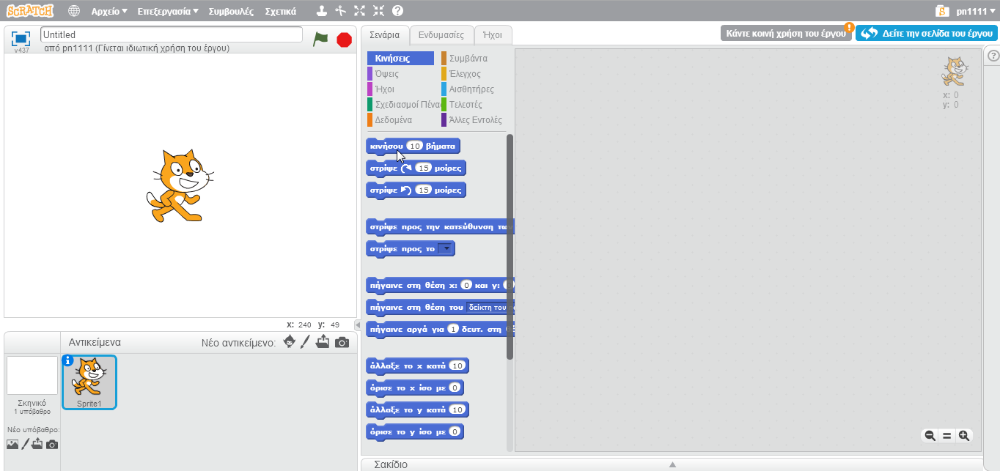 SCRATCH Αρχείο Επεξεργασία Συμβουλές Σχετικά pn1111
Untitled
v437
από pn1111 (Γίνεται ιδιωτική χρήση του έργου)
Σενάρια Ενδυμασίες Ήχοι
Κάντε κοινή χρήση του έργου
Δείτε την σελίδα του έργου
Κινήσεις Συμβάντα
Όψεις Έλεγχος
Ήχοι Αισθητήρες
Σχεδιασμοί Πένας Τελεστές
Δεδομένα Άλλες Εντολές
κινήσου 10 βήματα
στρίψε 15 μοίρες
στρίψε 15 μοίρες
στρίψε προς την κατεύθυνση
στρίψε προς το
πήγαινε στη θέση x: 0 και y:
πήγαινε στη θέση του δείκτη του
πήγαινε αργά για 1 δευτ. στη
άλλαξε το x κατά 10
όρισε το x ίσο με 0
άλλαξε το y κατά 10
όρισε το y ίσο με 0
x: 0
y: 0
x: 240 y: 49
Αντικείμενα Νέο αντικείμενο:
Sprite1
Σκηνικό
1 υπόβαθρο
Νέο υπόβαθρο:
Σακίδιο